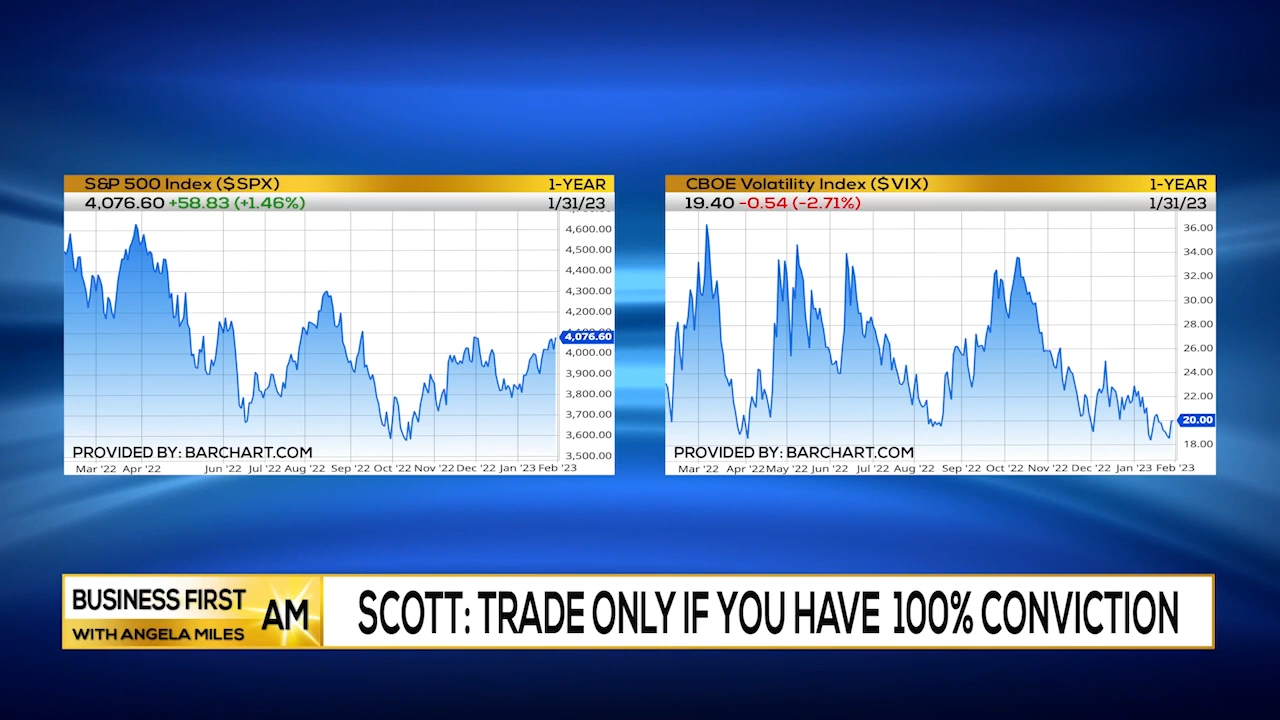 S&P 500 Index ($SPX) 1-YEAR
4,076.60 +58.83 (+1.46%) 1/31/23
4,600.00
4,500.00
4,400.00
4,300.00
4,200.00
4,076.60
4,000.00
3,900.00
3,800.00
3,700.00
3,600.00
3,500.00
PROVIDED BY: BARCHART.COM
Mar '22 Apr '22 Jun '22 Jul '22 Aug '22 Sep '22 Oct '22 Nov '22 Dec '22 Jan '23 Feb '23
CBOE Volatility Index ($VIX) 1-YEAR
19.40 -0.54 (-2.71%) 1/31/23
36.00
34.00
32.00
30.00
28.00
26.00
24.00
22.00
20.00
18.00
PROVIDED BY: BARCHART.COM
Mar '22 Apr '22 May '22 Jun '22 Jul '22 Aug '22 Sep '22 Oct '22 Nov '22 Dec '22 Jan '23 Feb '23
BUSINESS FIRST
AM
WITH ANGELA MILES
SCOTT: TRADE ONLY IF YOU HAVE 100% CONVICTION